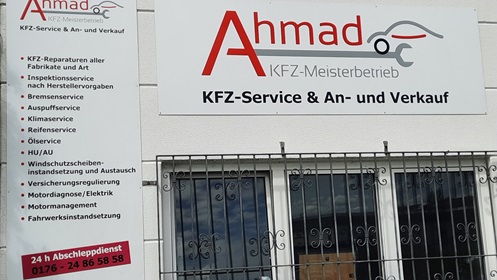 Ahmad
KFZ-Meisterbetrieb
KFZ-Service & An- und Verkauf
• KFZ-Reparaturen aller
Fabrikate und Art
• Inspektionsservice
nach Herstellervorgaben
• Bremsenservice
• Auspuffservice
• Klimaservice
• Reifenservice
• Ölservice
• HU/AU
• Windschutzscheiben-
instandsetzung und Austausch
• Versicherungsregulierung
• Motordiagnose/Elektrik
• Motormanagement
• Fahrwerksinstandsetzung
24 h Abschleppdienst
0176 - 24 86 58 58
Ahmad
KFZ-Meisterbetrieb
KFZ-Service & An- und Verkauf